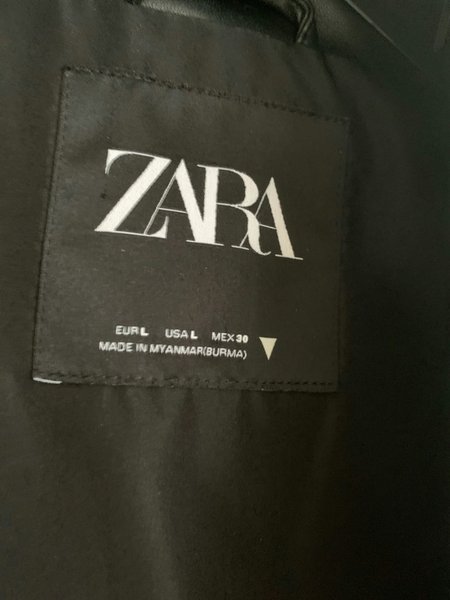 ZARA
EUR L USA L MEX 30
MADE IN MYANMAR(BURMA)